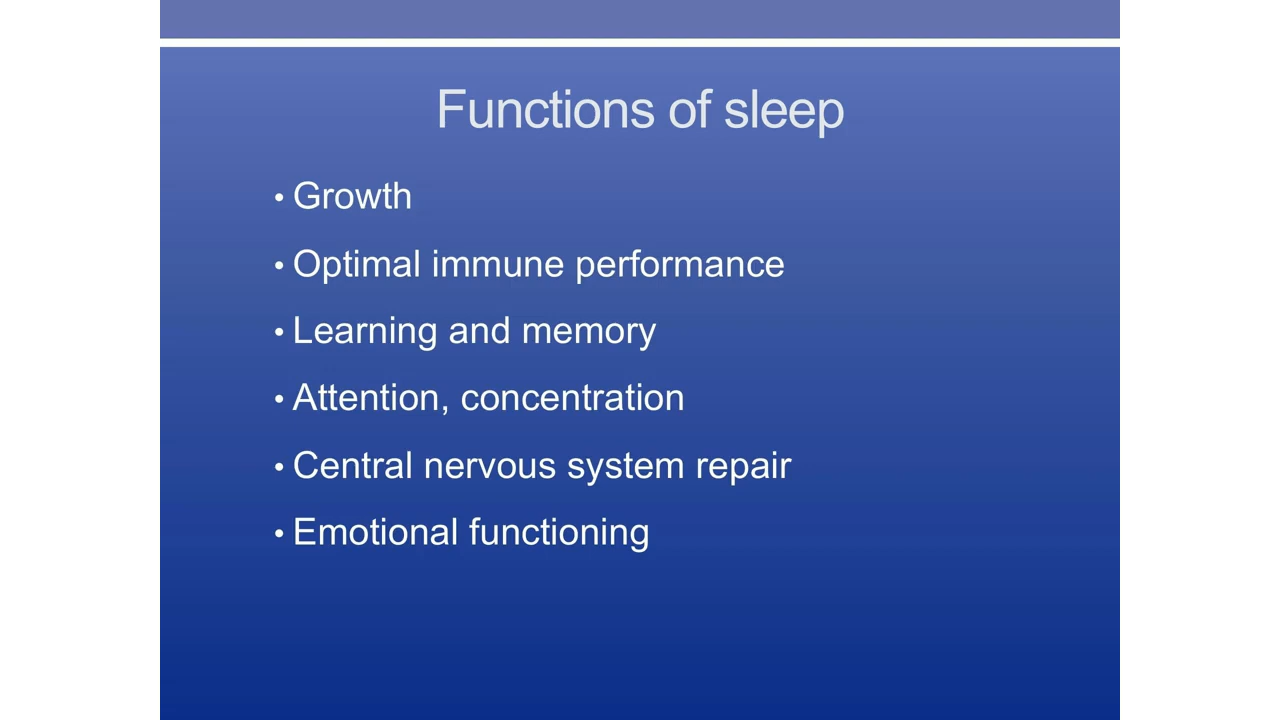 Functions of sleep
• Growth
• Optimal immune performance
• Learning and memory
• Attention, concentration
• Central nervous system repair
• Emotional functioning